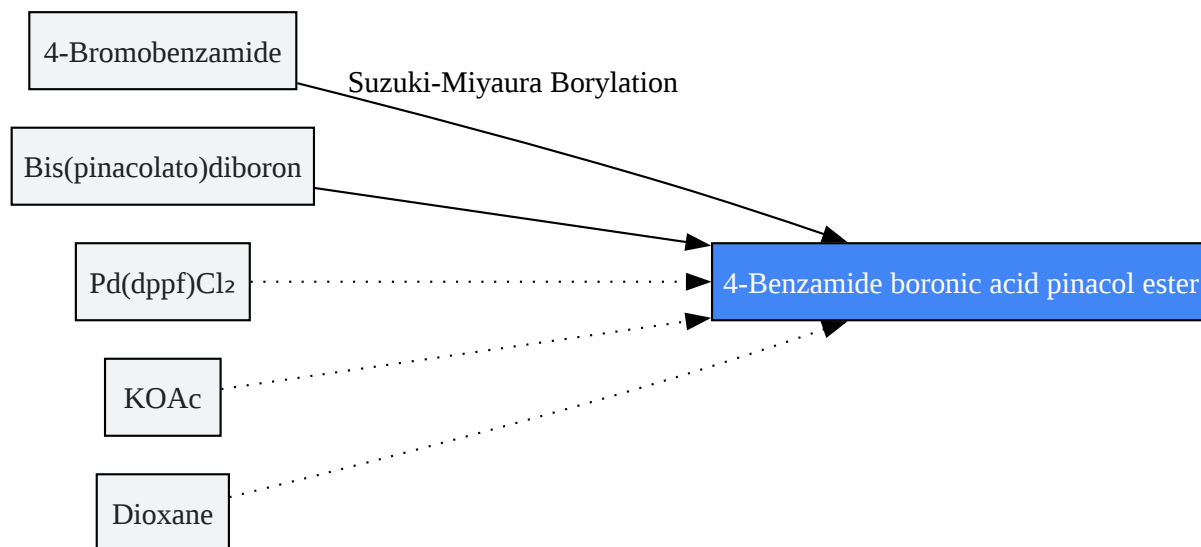 4-Bromobenzamide
Suzuki-Miyaura Borylation
Bis(pinacolato)diboron
Pd(dppf)Cl₂
4-Benzamide boronic acid pinacol ester
KOAc
Dioxane